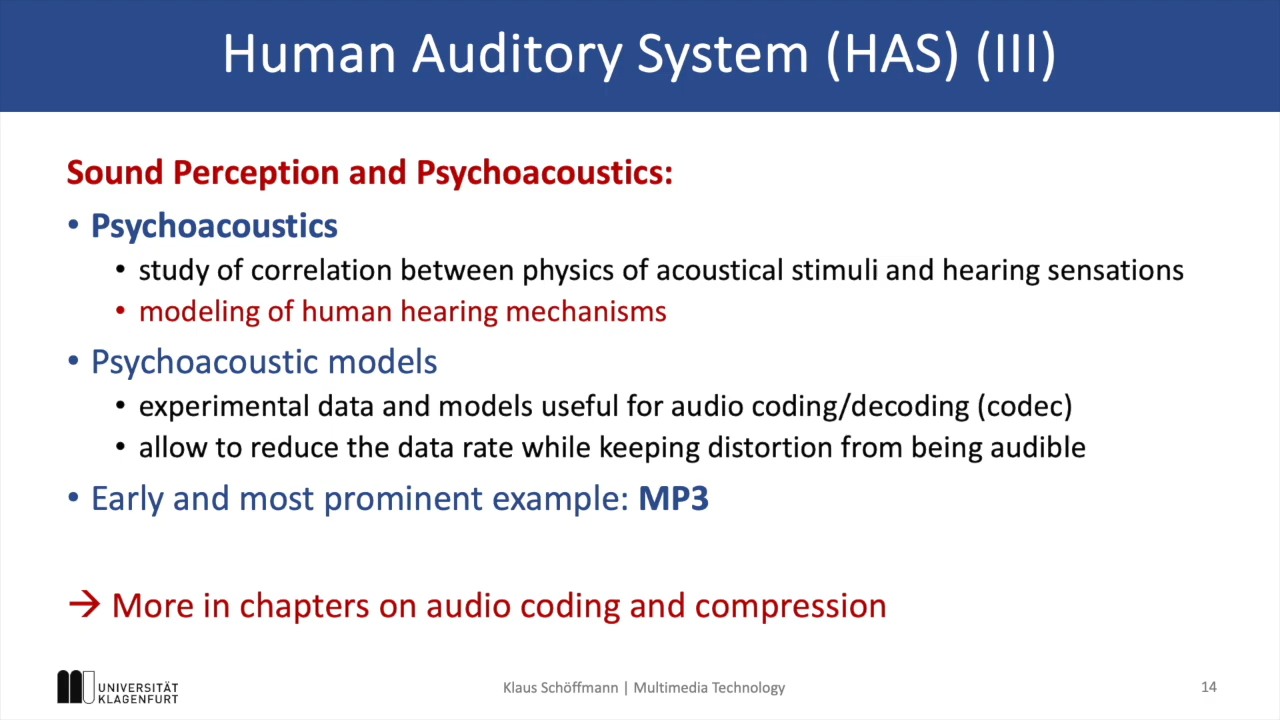 Human Auditory System (HAS) (III)
Sound Perception and Psychoacoustics:
• Psychoacoustics
• study of correlation between physics of acoustical stimuli and hearing sensations
• modeling of human hearing mechanisms
• Psychoacoustic models
• experimental data and models useful for audio coding/decoding (codec)
• allow to reduce the data rate while keeping distortion from being audible
• Early and most prominent example: MP3
→ More in chapters on audio coding and compression
UNIVERSITÄT
KLAGENFURT
Klaus Schöffmann | Multimedia Technology
14